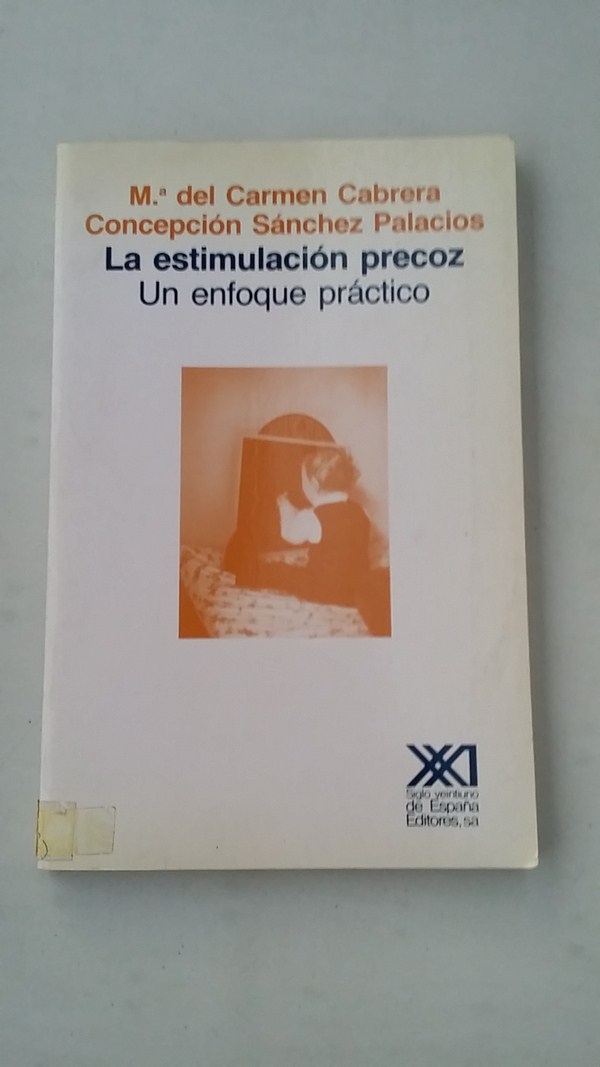 M.ª del Carmen Cabrera
Concepción Sánchez Palacios
La estimulación precoz
Un enfoque práctico
XXI
Siglo veintiuno
de España
Editores, sa